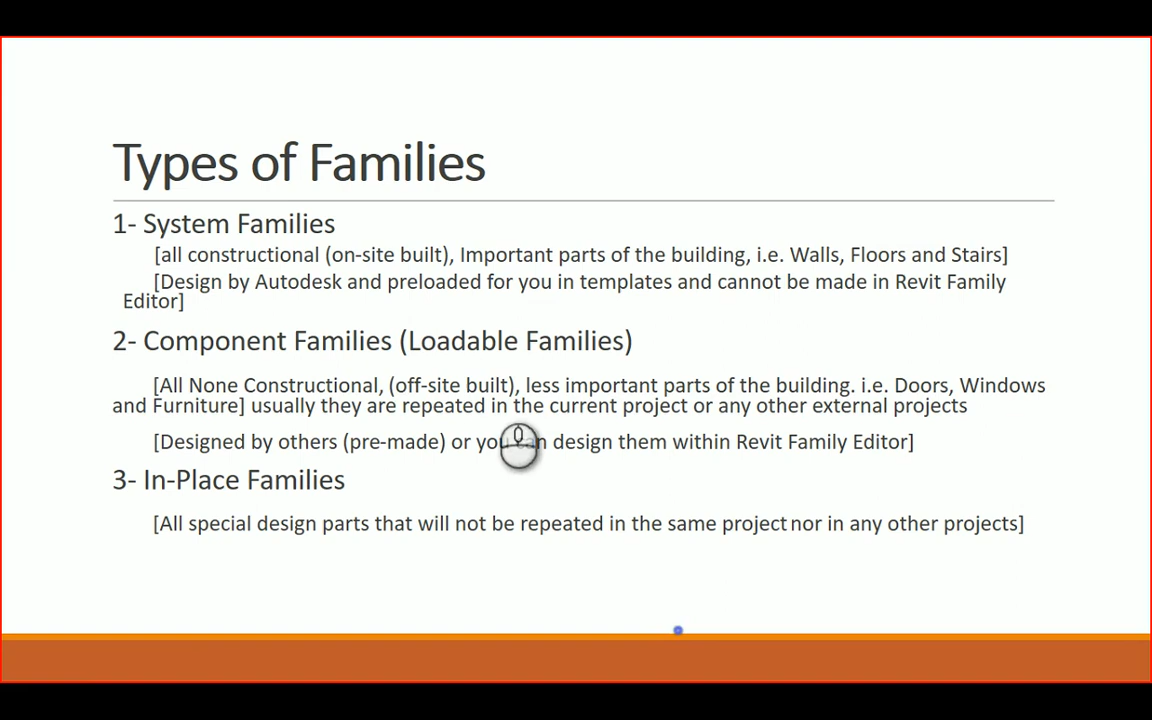 Types of Families
1- System Families
[all constructional (on-site built), Important parts of the building, i.e. Walls, Floors and Stairs]
[Design by Autodesk and preloaded for you in templates and cannot be made in Revit Family
Editor]
2- Component Families (Loadable Families)
[All None Constructional, (off-site built), less important parts of the building. i.e. Doors, Windows
and Furniture] usually they are repeated in the current project or any other external projects
[Designed by others (pre-made) or you can design them within Revit Family Editor]
3- In-Place Families
[All special design parts that will not be repeated in the same project nor in any other projects]